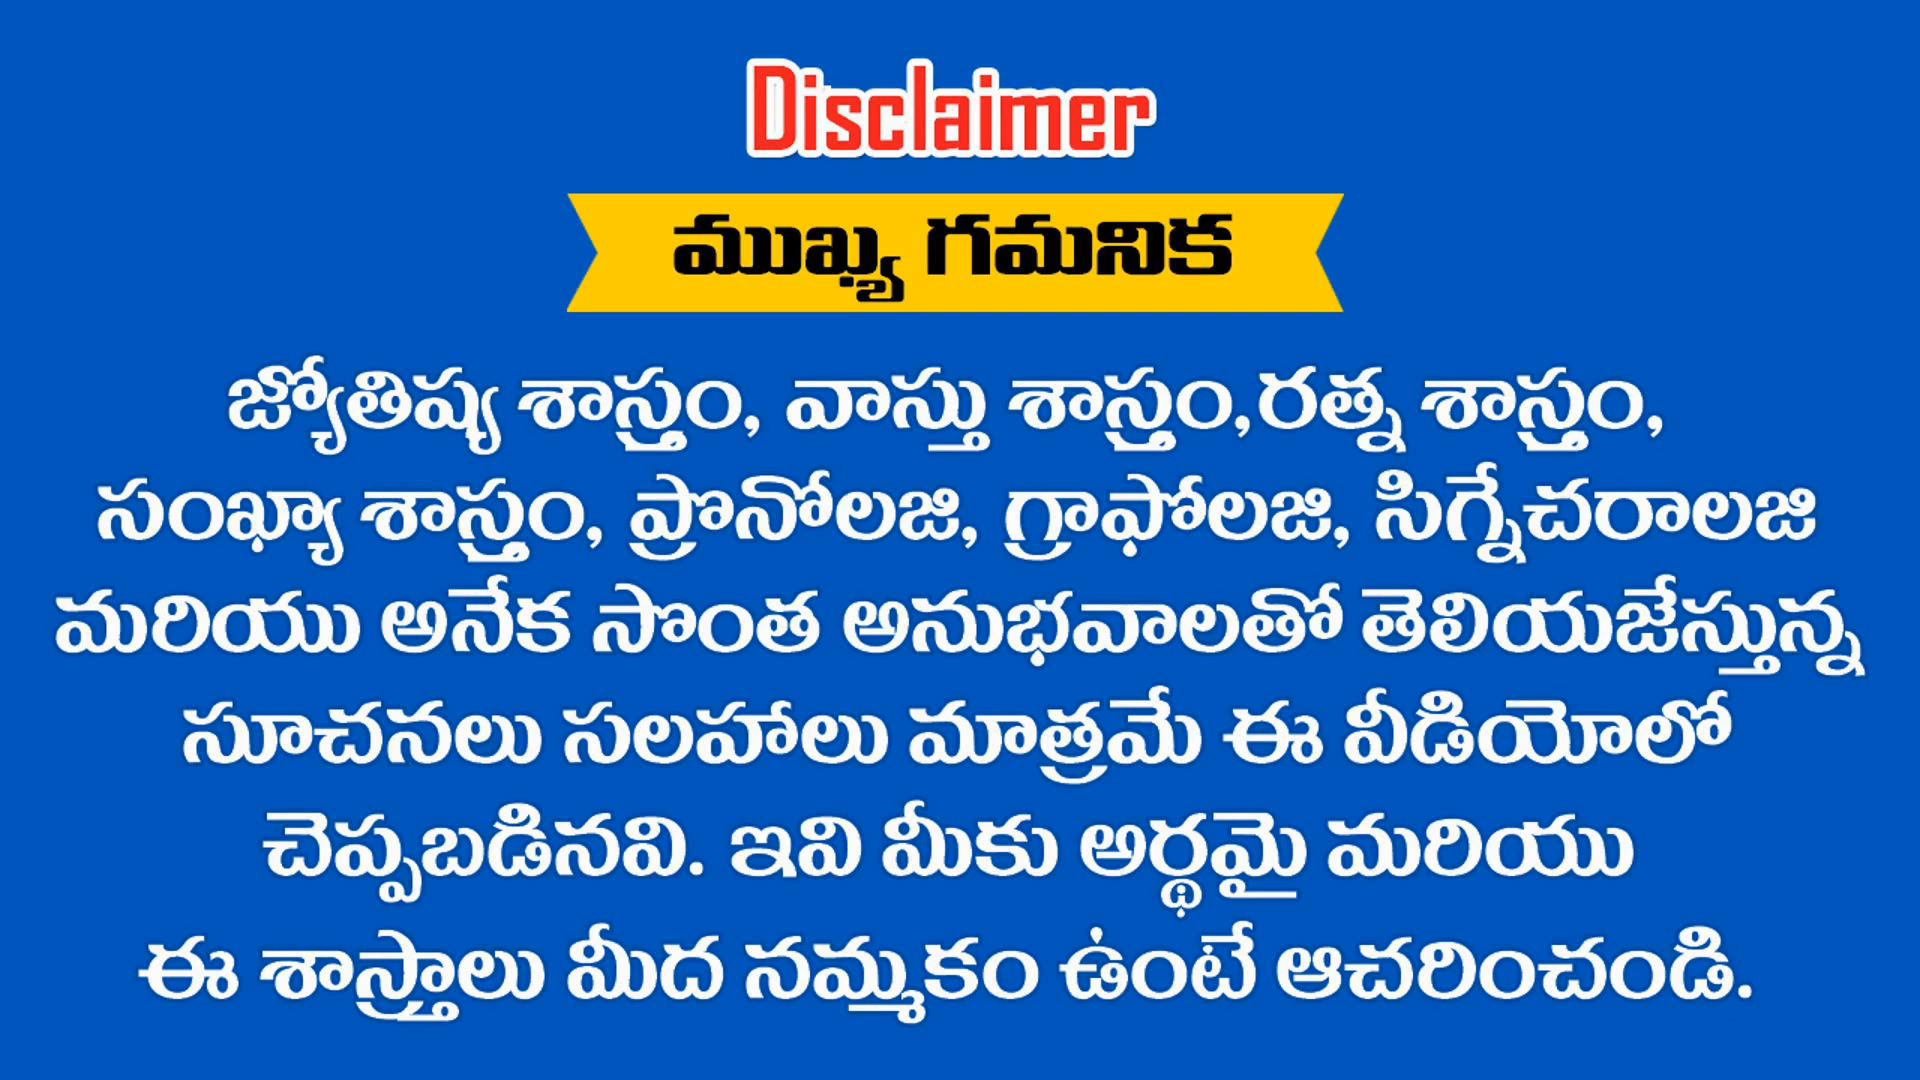 Disclaimer
ముఖ్య గమనిక
జ్యోతిష్య శాస్త్రం, వాస్తు శాస్త్రం,రత్న శాస్త్రం,
సంఖ్యా శాస్త్రం, ప్రొనోలజి, గ్రాఫోలజి, సిగ్నేచరాలజి
మరియు అనేక సొంత అనుభవాలతో తెలియజేస్తున్న
సూచనలు సలహాలు మాత్రమే ఈ వీడియోలో
చెప్పబడినవి. ఇవి మీకు అర్థమై మరియు
ఈ శాస్త్రాలు మీద నమ్మకం ఉంటే ఆచరించండి.